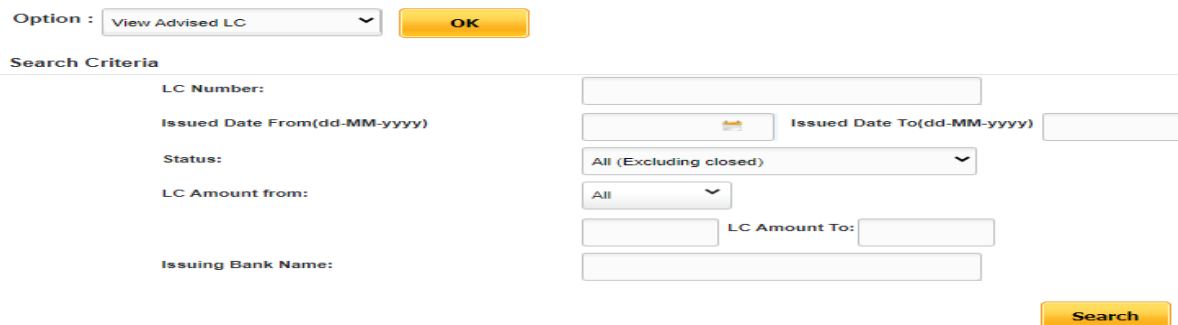 Option : View Advised LC OK
Search Criteria
LC Number:
Issued Date From(dd-MM-yyyy) Issued Date To(dd-MM-yyyy)
Status: All (Excluding closed)
LC Amount from: All
LC Amount To:
Issuing Bank Name:
Search